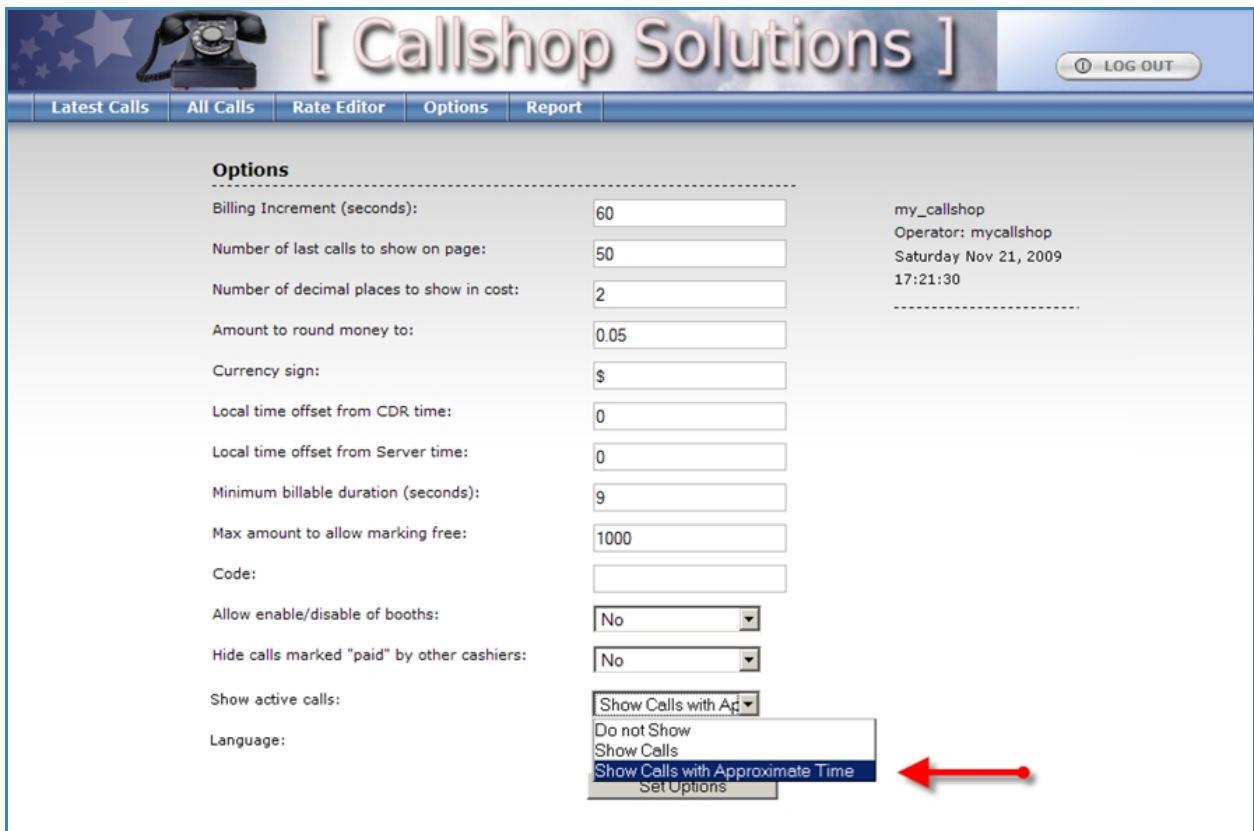 [ Callshop Solutions ]
LOG OUT
Latest Calls All Calls Rate Editor Options Report
Options
Billing Increment (seconds): 60
my_callshop
Number of last calls to show on page: 50
Operator: mycallshop
Saturday Nov 21, 2009
17:21:30
Number of decimal places to show in cost: 2
Amount to round money to: 0.05
Currency sign: $
Local time offset from CDR time: 0
Local time offset from Server time: 0
Minimum billable duration (seconds): 9
Max amount to allow marking free: 1000
Code:
Allow enable/disable of booths: No
Hide calls marked "paid" by other cashiers: No
Show active calls: Show Calls with Ap
Do not Show
Language:
Show Calls
Show Calls with Approximate Time
Set Options